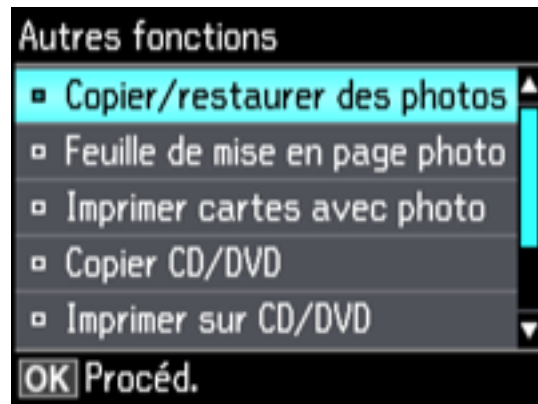 Autres fonctions
Copier/restaurer des photos
Feuille de mise en page photo
Imprimer cartes avec photo
Copier CD/DVD
Imprimer sur CD/DVD
OK Procéd.